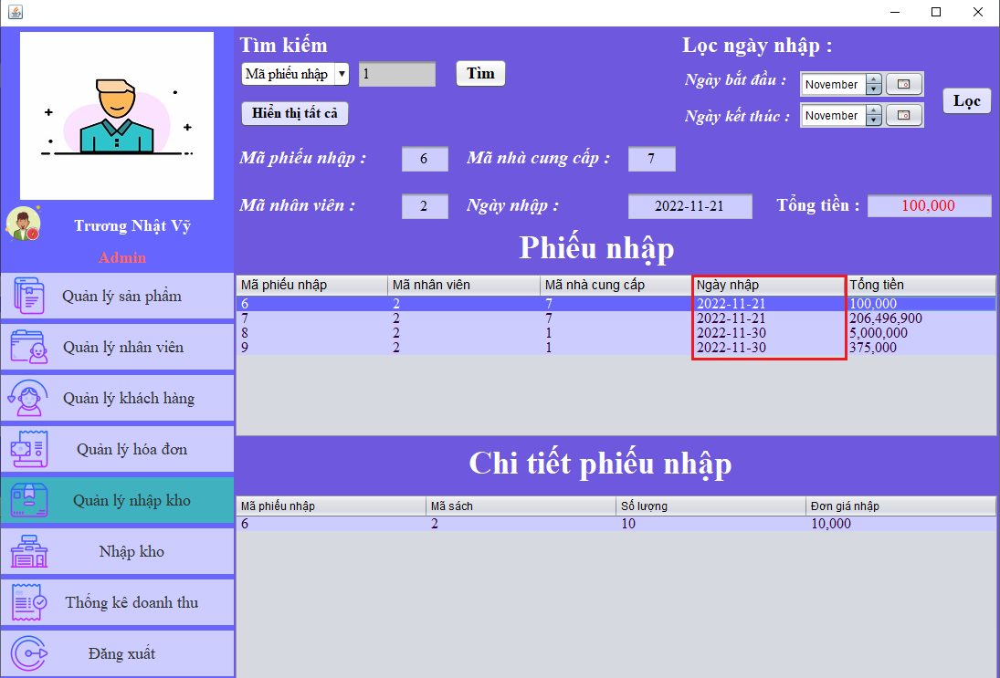 Tìm kiếm
Mã phiếu nhập 1 Tìm
Hiển thị tất cả
Lọc ngày nhập :
Ngày bắt đầu : November
Ngày kết thúc : November
Lọc
Mã phiếu nhập : 6 Mã nhà cung cấp : 7
Mã nhân viên : 2 Ngày nhập : 2022-11-21 Tổng tiền : 100,000
Trương Nhật Vỹ
Admin
Quản lý sản phẩm
Quản lý nhân viên
Quản lý khách hàng
Quản lý hóa đơn
Quản lý nhập kho
Nhập kho
Thống kê doanh thu
Đăng xuất
Phiếu nhập
Mã phiếu nhập Mã nhân viên Mã nhà cung cấp Ngày nhập Tổng tiền
6 2 7 2022-11-21 100,000
7 2 7 2022-11-21 206,496,900
8 2 1 2022-11-30 5,000,000
9 2 1 2022-11-30 375,000
Chi tiết phiếu nhập
Mã phiếu nhập Mã sách Số lượng Đơn giá nhập
6 2 10 10,000